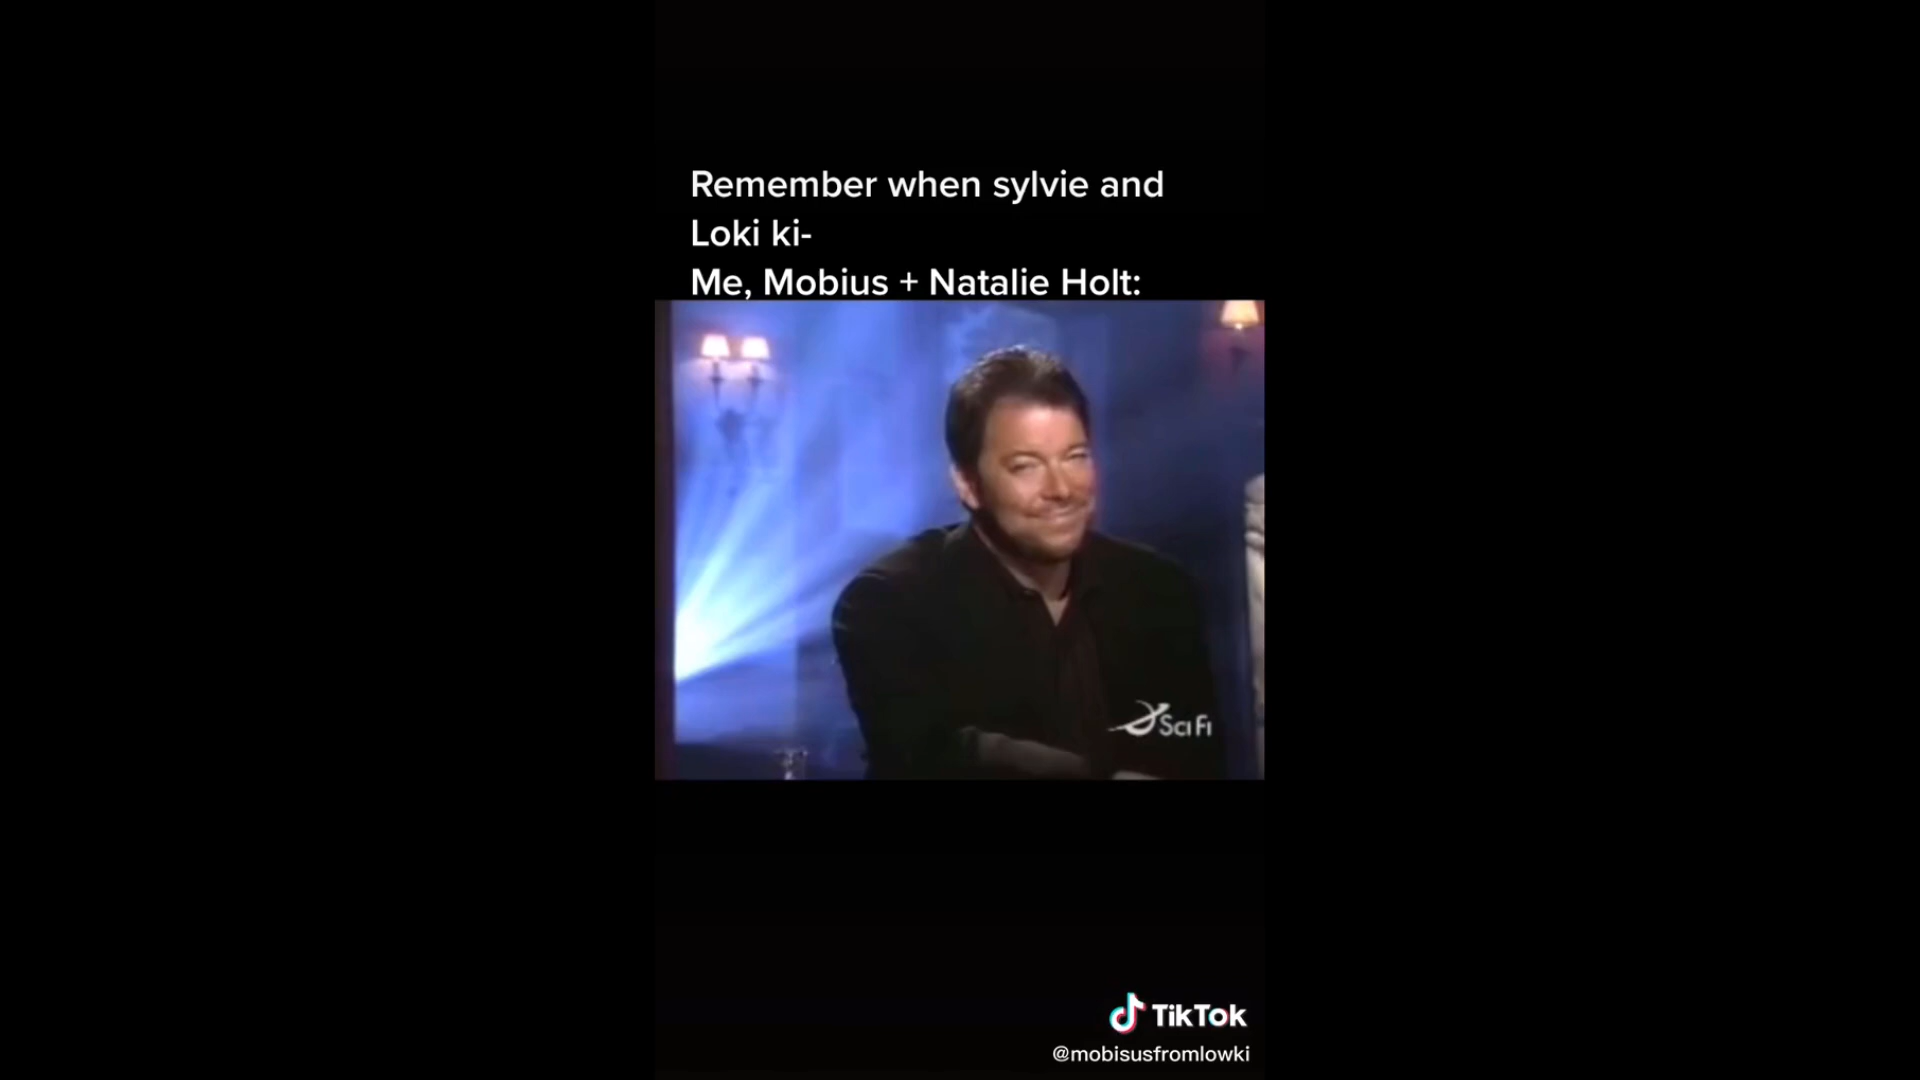 Remember when sylvie and
Loki ki-
Me, Mobius + Natalie Holt:
SCI FI
TikTok
@mobisusfromlowki